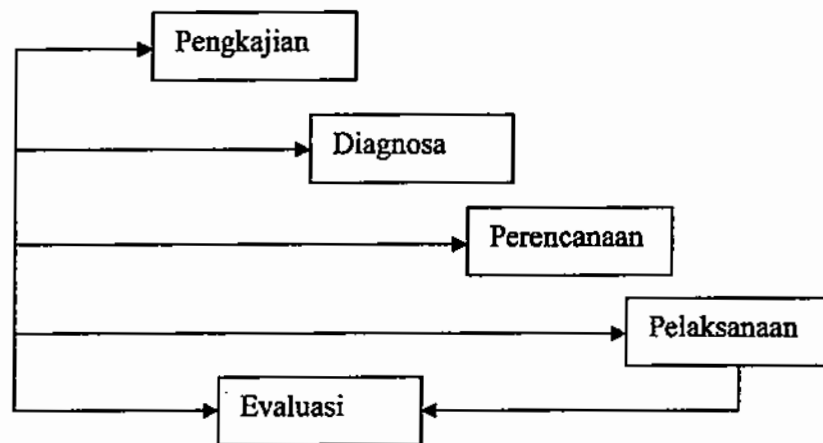 Pengkajian
Diagnosa
Perencanaan
Pelaksanaan
Evaluasi